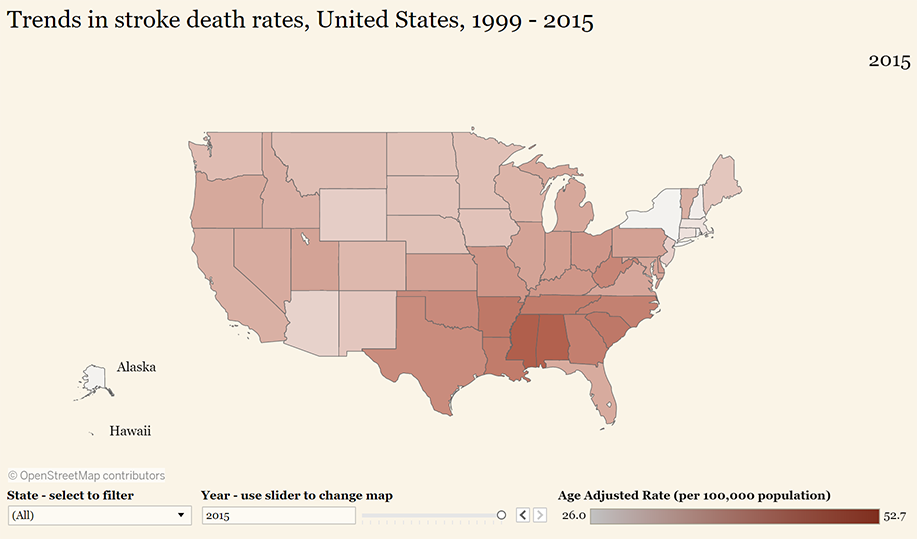 Trends in stroke death rates, United States, 1999 - 2015
2015
Alaska
Hawaii
© OpenStreetMap contributors
State - select to filter
(All)
Year - use slider to change map
2015
Age Adjusted Rate (per 100,000 population)
26.0 52.7